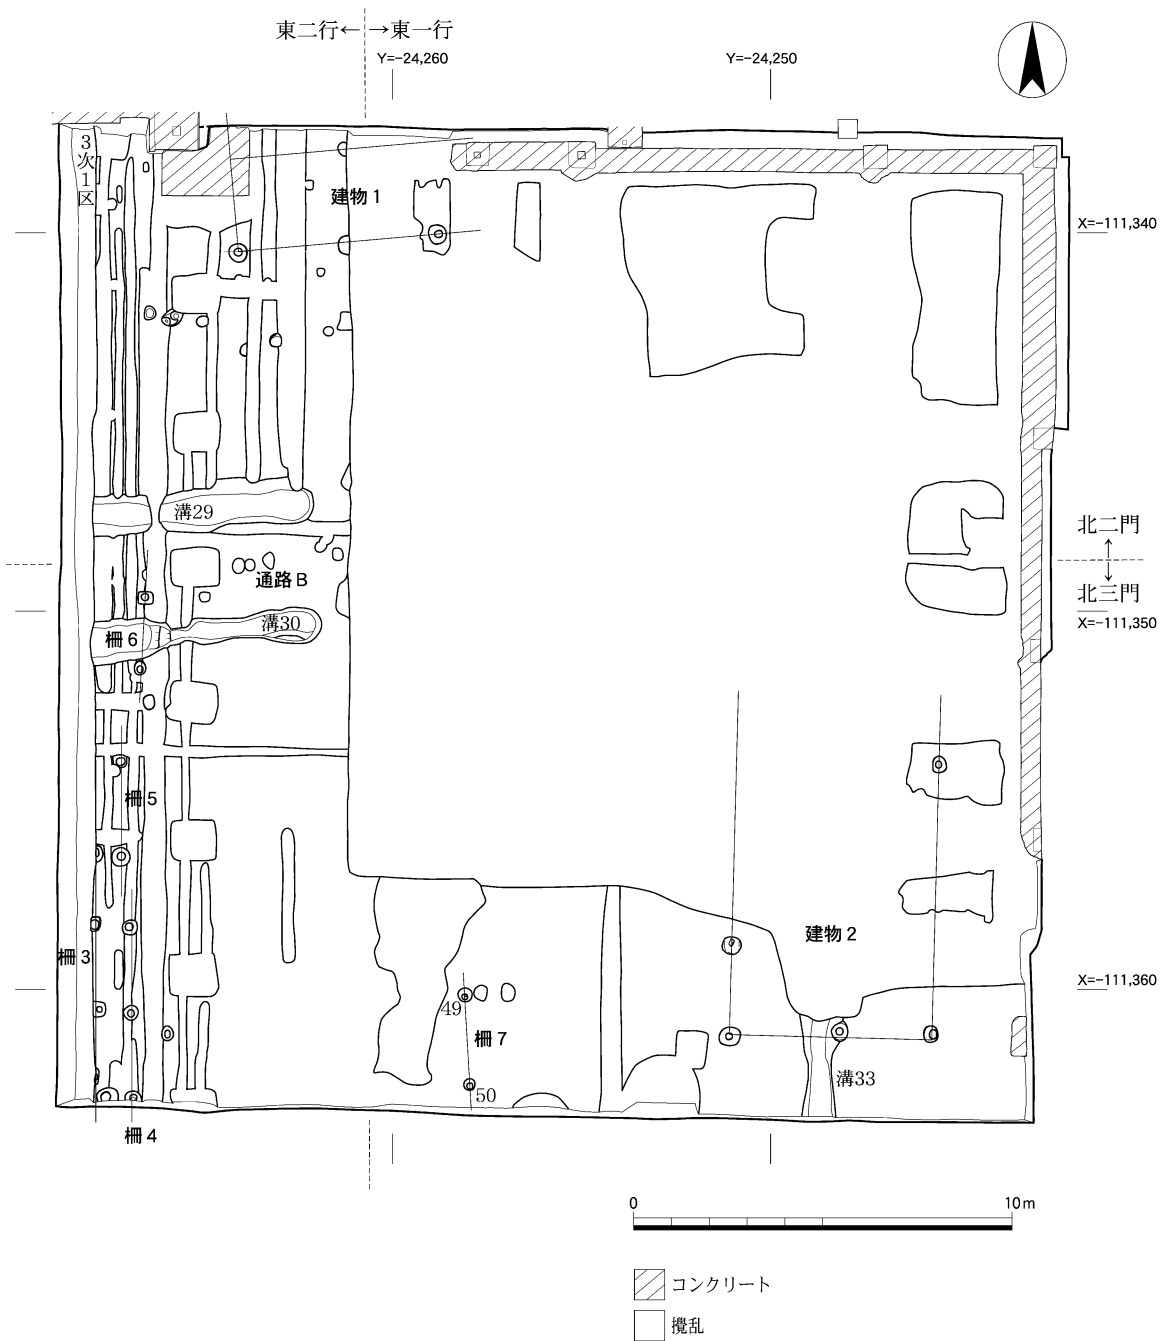 東二行←→東一行
Y=-24,260
Y=-24,250
3次1区
建物1
X=-111,340
溝29
北二門
通路B
北三門
溝30
X=-111,350
柵6
柵5
建物2
柵3
X=-111,360
49
柵7
溝33
50
柵4
0
10m
コンクリート
攪乱